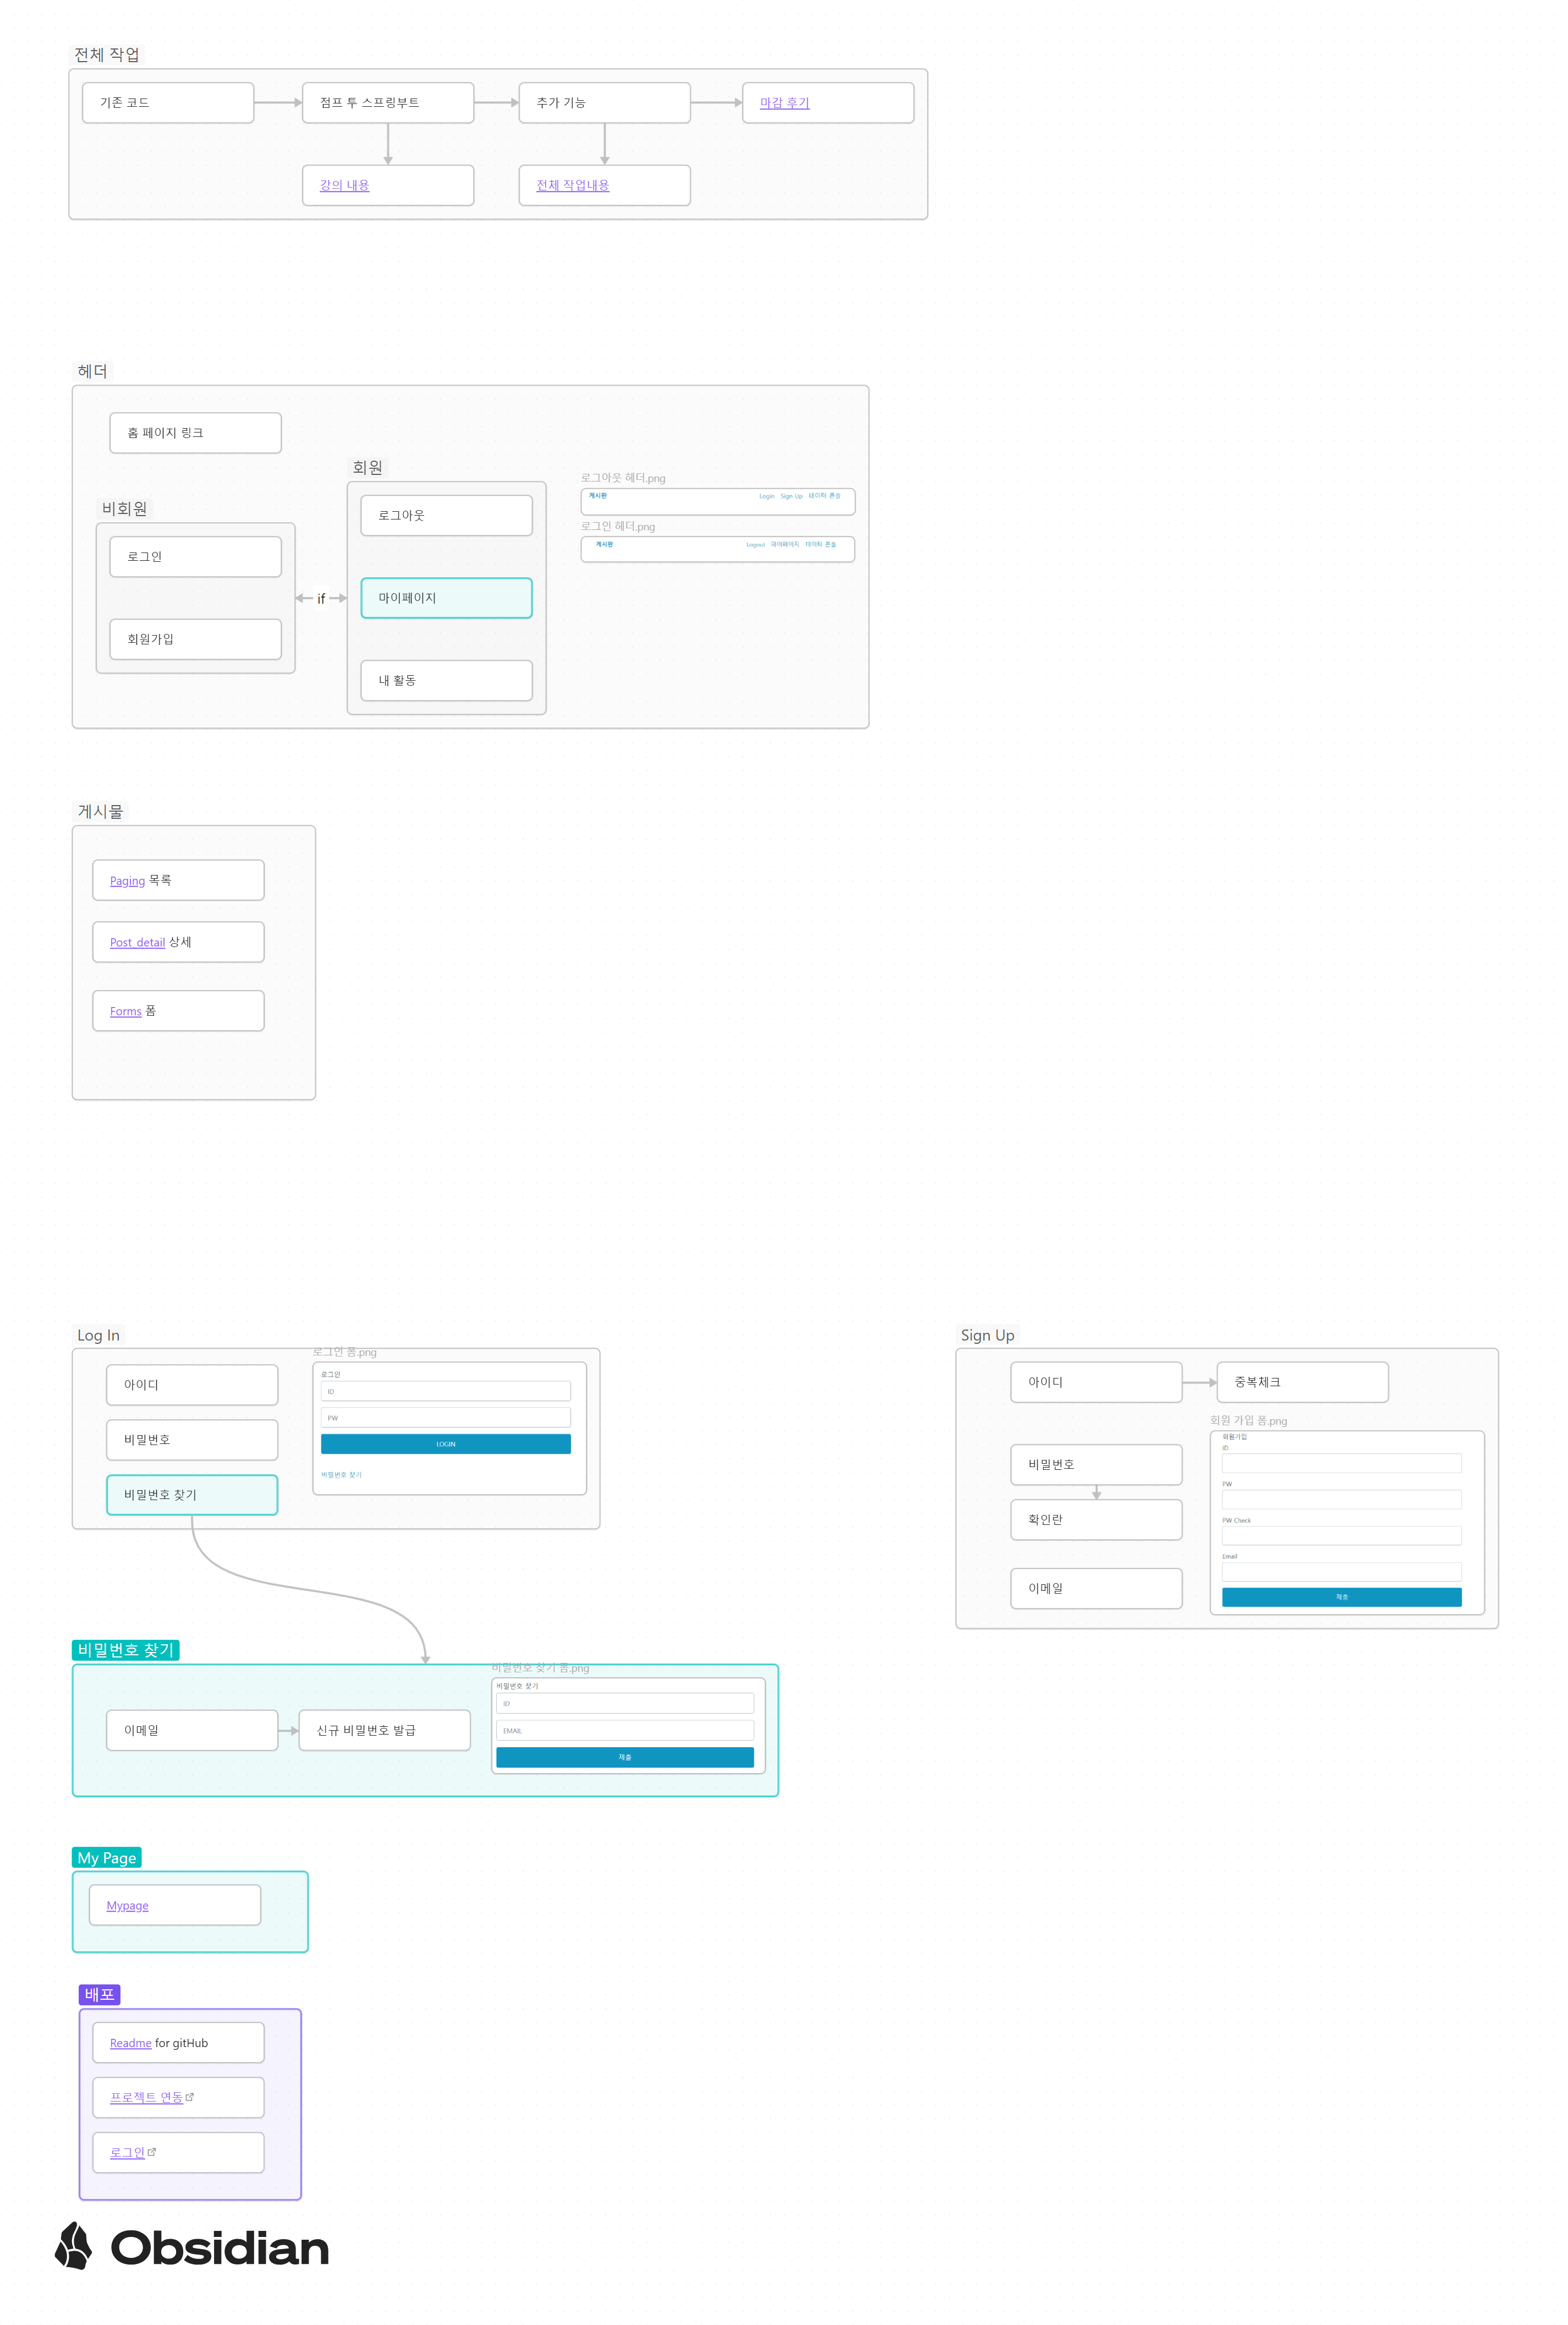 전체 작업
기존 코드
점프 투 스프링부트
추가 기능
마감 후기
강의 내용
전체 작업내용
헤더
홈 페이지 링크
비회원
로그인
회원가입
if
회원
로그아웃
마이페이지
내 활동
로그아웃 헤더.png
게시판 Login Sign Up 데이터 콘솔
로그인 헤더.png
게시판 Logout 마이페이지 데이터 콘솔
게시물
Paging 목록
Post_detail 상세
Forms 폼
Log In
아이디
비밀번호
비밀번호 찾기
로그인 폼.png
로그인
ID
PW
LOGIN
비밀번호 찾기
Sign Up
아이디
중복체크
비밀번호
확인란
이메일
회원 가입 폼.png
회원가입
ID
PW
PW Check
Email
제출
비밀번호 찾기
이메일
신규 비밀번호 발급
비밀번호 찾기 폼.png
비밀번호 찾기
ID
EMAIL
제출
My Page
Mypage
배포
Readme for gitHub
프로젝트 연동
로그인
Obsidian